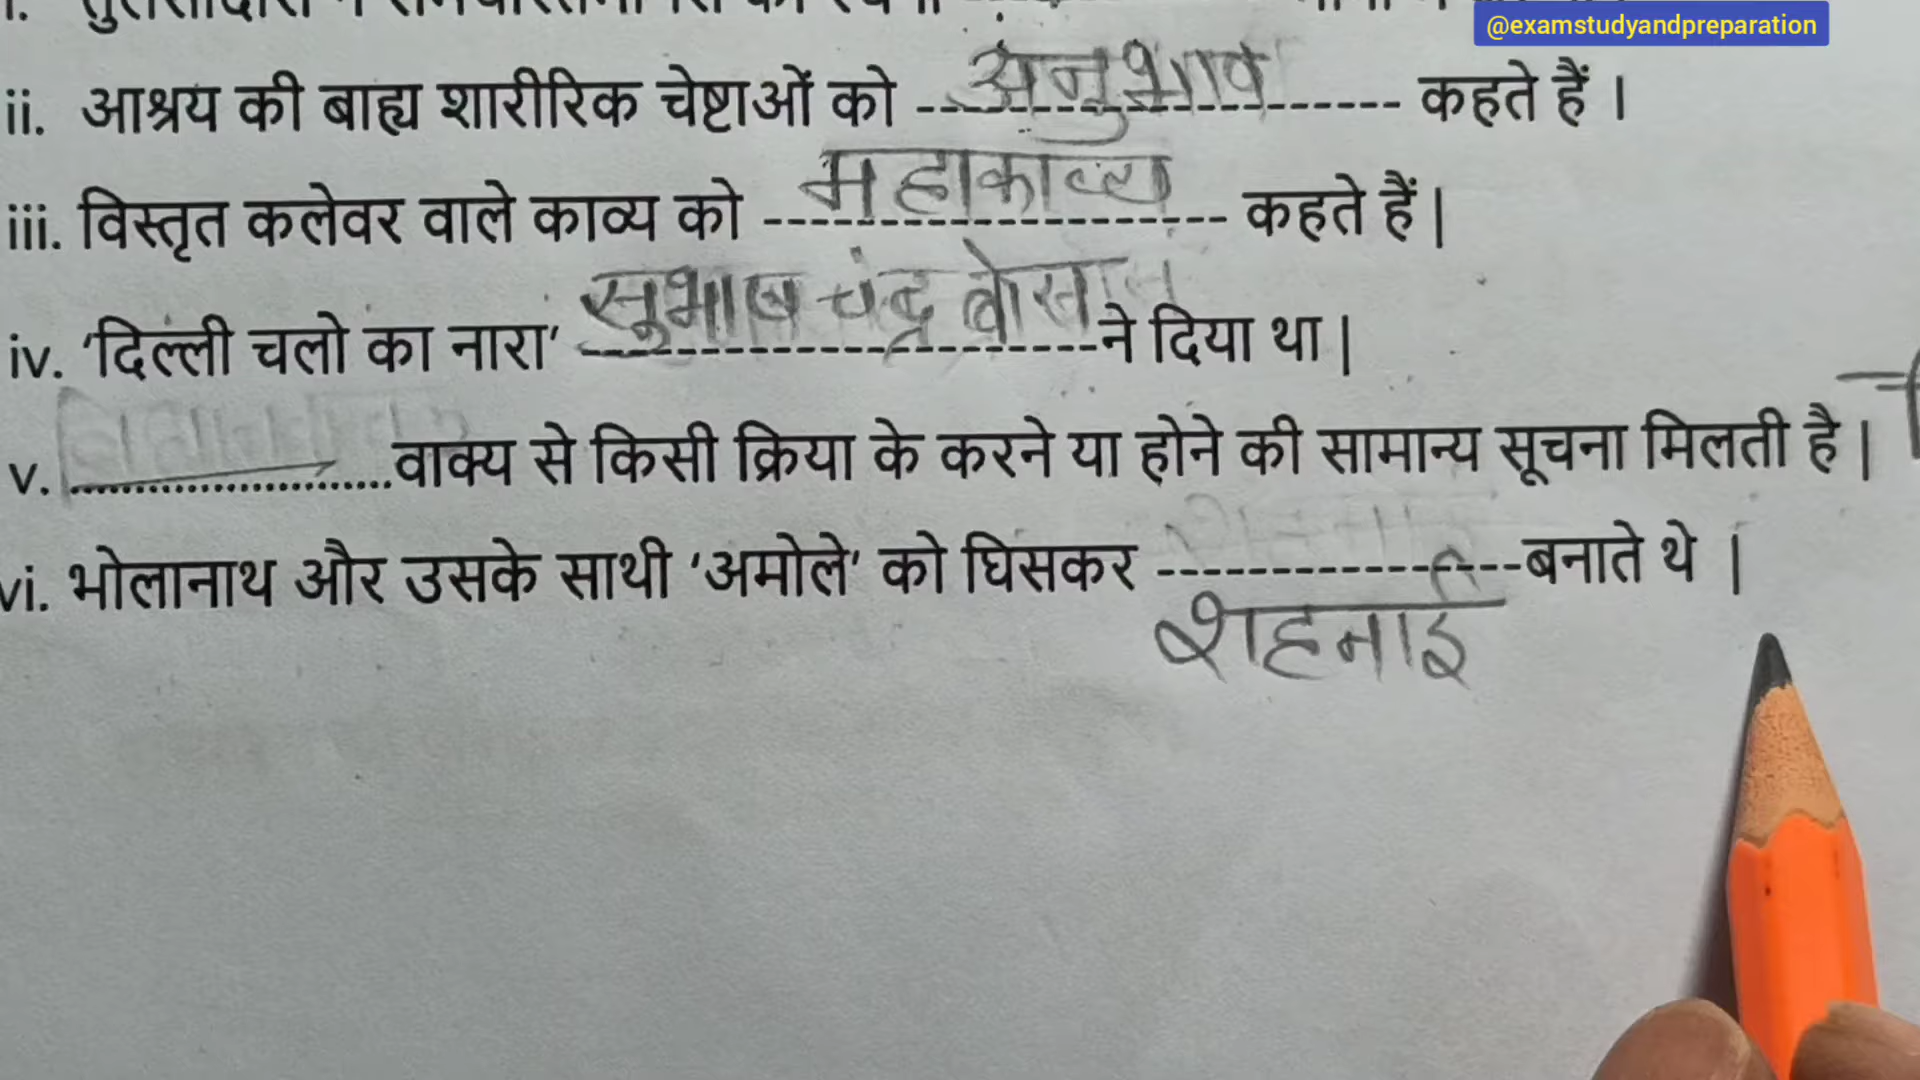 @examstudyandpreparation
ii. आश्रय की बाह्य शारीरिक चेष्टाओं को ---अनुभाव--- कहते हैं ।
iii. विस्तृत कलेवर वाले काव्य को ---महाकाव्य--- कहते हैं |
iv. ‘दिल्ली चलो का नारा’ ---सुभाष चंद्र बोस---ने दिया था |
v. ........................वाक्य से किसी क्रिया के करने या होने की सामान्य सूचना मिलती है |
vi. भोलानाथ और उसके साथी ‘अमोले’ को घिसकर ----------------बनाते थे |
शहनाई